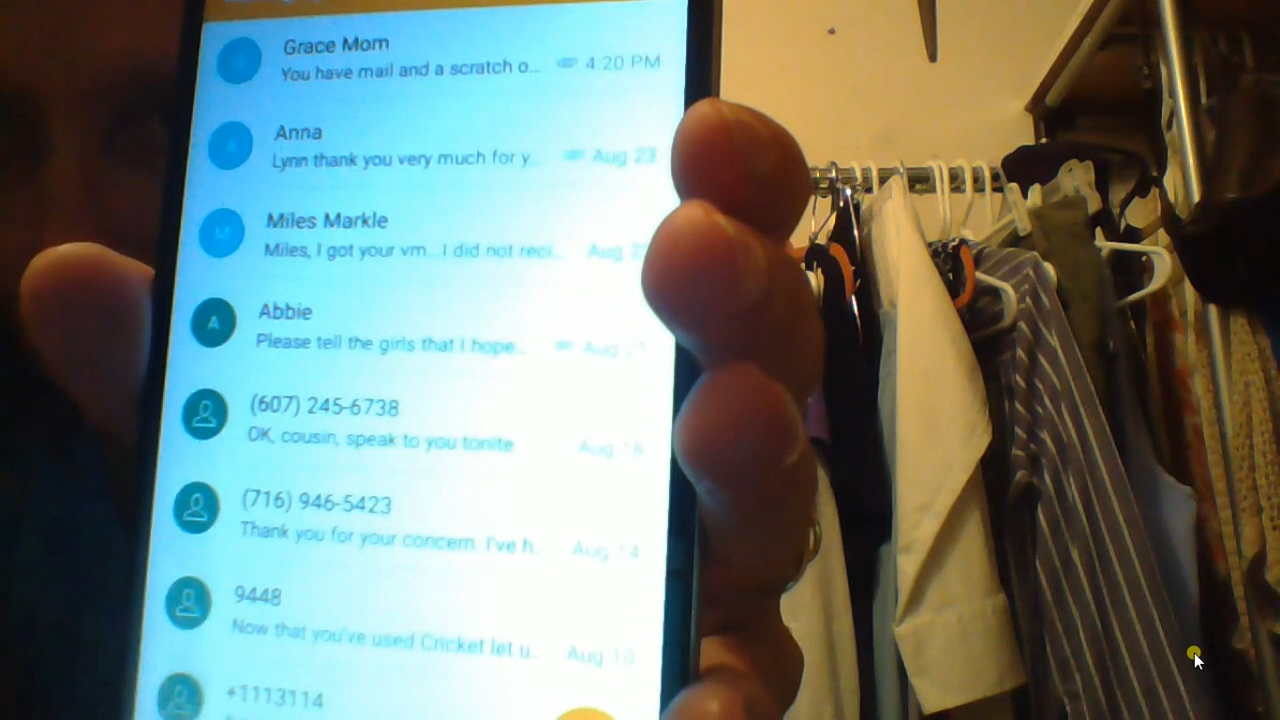 Grace Mom
You have mail and a scratch o... 4:20 PM
Anna
Lynn thank you very much for y... Aug 23
Miles Markle
Miles, I got your vm... I did not reci... Aug
Abbie
A
Please tell the girls that I hope... Aug
(607) 245-6738
OK, cousin, speak to you tonite Aug
(716) 946-5423
Thank you for your concern. I've h... Aug 14
9448
Now that you've used Cricket let u... Aug 10
+1113114